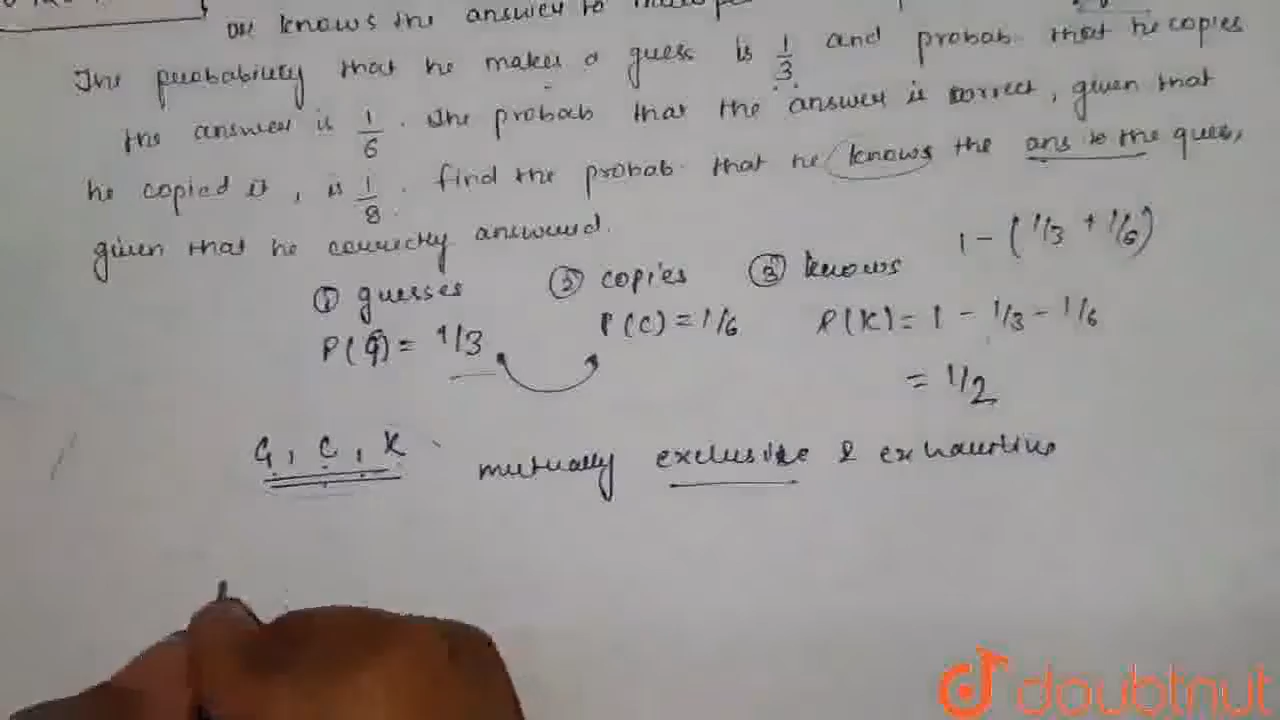 knows the answer to
The probability that he makes a guess is 1/3 and probab. that he copies
the answer is 1/6. The probab that the answer is correct, given that
he copied it, is 1/8. find the probab. that he knows the ans to the ques,
given that he correctly answered.
1 - (1/3 + 1/6)
① guesses ② copies ③ knows
P(G) = 1/3 P(C) = 1/6 P(K) = 1 - 1/3 - 1/6
= 1/2
G, C, K mutually exclusive & exhaustive
doubtnut